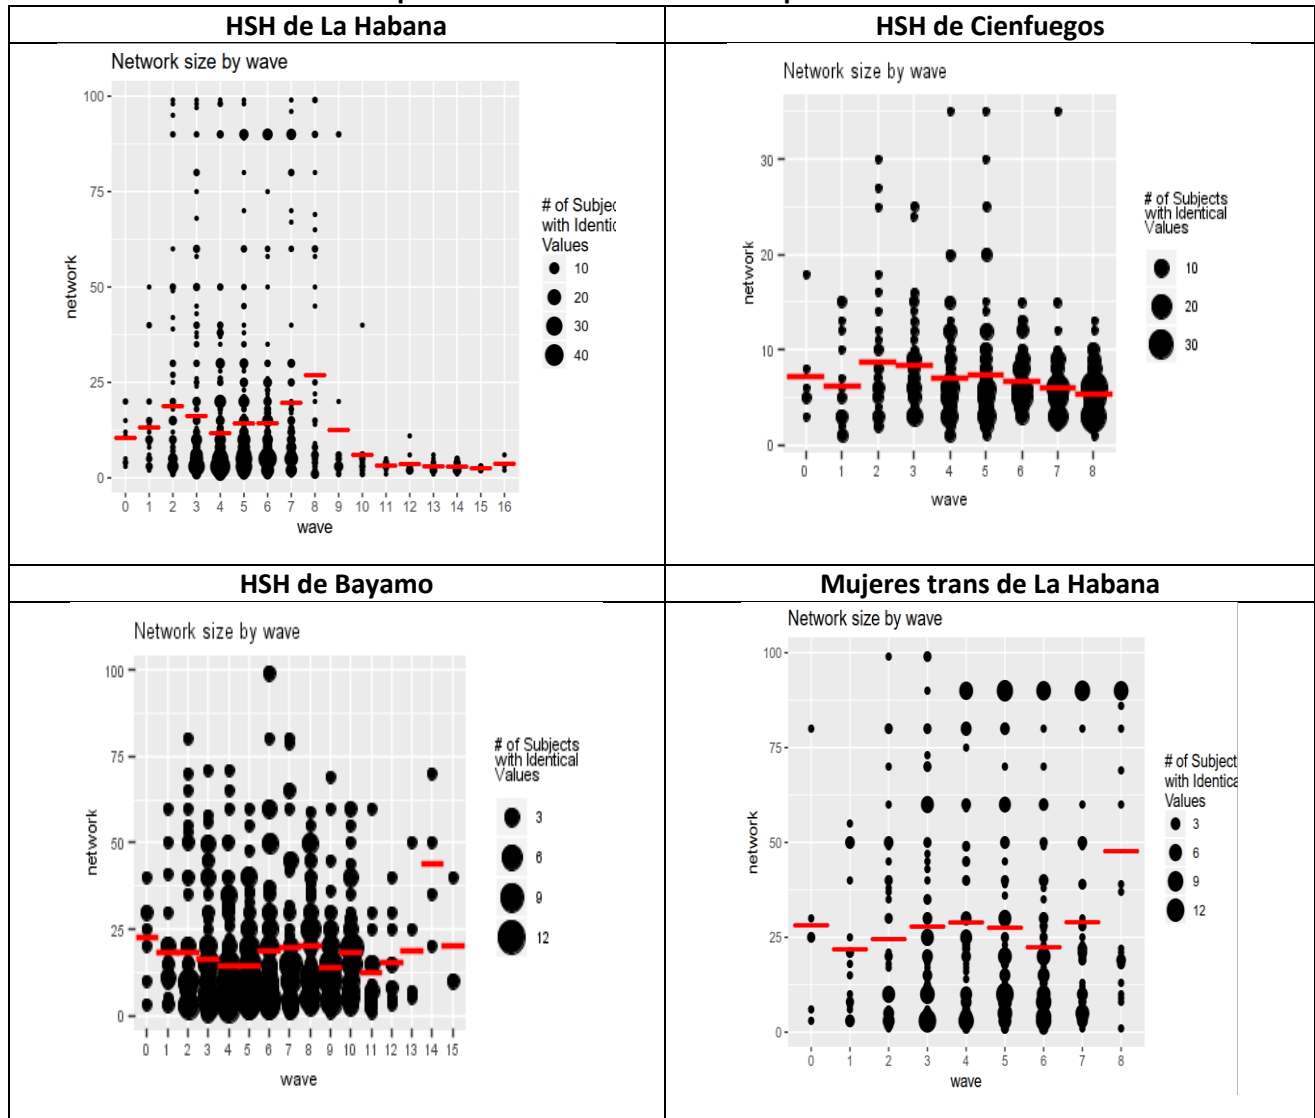 HSH de La Habana
Network size by wave
100
75
50
25
0
network
0 1 2 3 4 5 6 7 8 9 10 11 12 13 14 15 16
wave
# of Subjec
with Identic
Values
10
20
30
40
HSH de Cienfuegos
Network size by wave
30
20
10
0
network
0 1 2 3 4 5 6 7 8
wave
# of Subjects
with Identical
Values
10
20
30
HSH de Bayamo
Network size by wave
100
75
50
25
0
network
0 1 2 3 4 5 6 7 8 9 10 11 12 13 14 15
wave
# of Subjects
with Identical
Values
3
6
9
12
Mujeres trans de La Habana
Network size by wave
100
75
50
25
0
network
0 1 2 3 4 5 6 7 8
wave
# of Subject
with Identica
Values
3
6
9
12